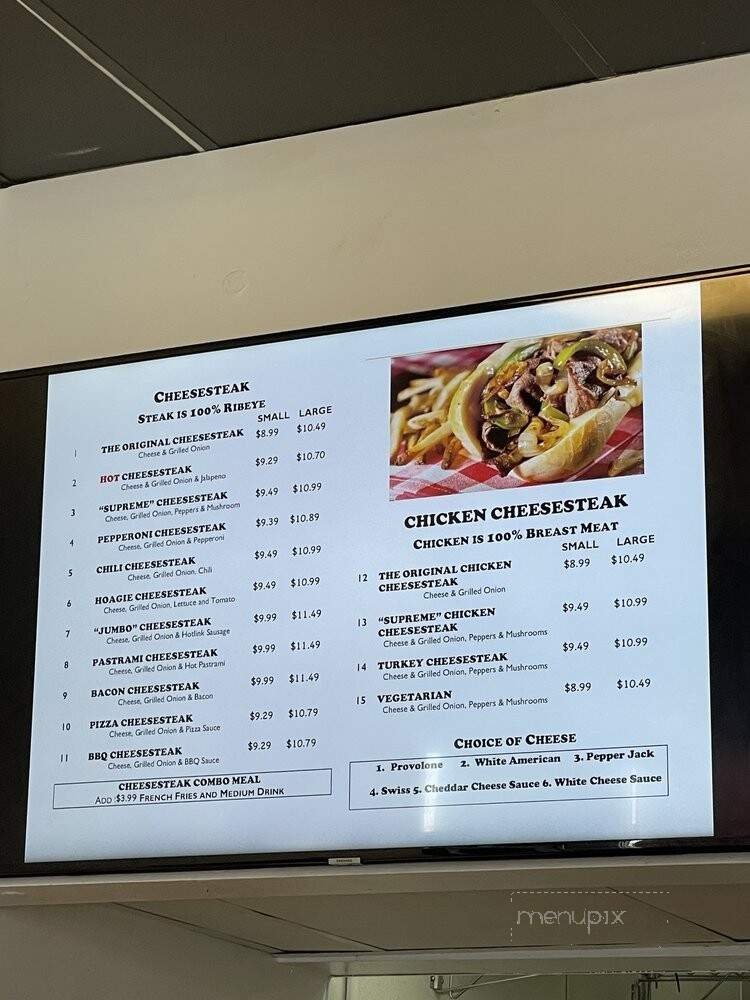 CHEESESTEAK
STEAK IS 100% RIBEYE
SMALL LARGE
1 THE ORIGINAL CHEESESTEAK $8.99 $10.49
Cheese & Grilled Onion
2 HOT CHEESESTEAK $9.29 $10.70
Cheese & Grilled Onion & Jalapeno
3 "SUPREME" CHEESESTEAK $9.49 $10.99
Cheese, Grilled Onion, Peppers & Mushroom
4 PEPPERONI CHEESESTEAK $9.39 $10.89
Cheese, Grilled Onion & Pepperoni
5 CHILI CHEESESTEAK $9.49 $10.99
Cheese, Grilled Onion, Chili
6 HOAGIE CHEESESTEAK $9.49 $10.99
Cheese, Grilled Onion, Lettuce and Tomato
7 "JUMBO" CHEESESTEAK $9.99 $11.49
Cheese, Grilled Onion & Hotlink Sausage
8 PASTRAMI CHEESESTEAK $9.99 $11.49
Cheese, Grilled Onion & Hot Pastrami
9 BACON CHEESESTEAK $9.99 $11.49
Cheese, Grilled Onion & Bacon
10 PIZZA CHEESESTEAK $9.29 $10.79
Cheese, Grilled Onion & Pizza Sauce
11 BBQ CHEESESTEAK $9.29 $10.79
Cheese, Grilled Onion & BBQ Sauce
CHEESESTEAK COMBO MEAL
ADD :$3.99 FRENCH FRIES AND MEDIUM DRINK
CHICKEN CHEESESTEAK
CHICKEN IS 100% BREAST MEAT
SMALL LARGE
12 THE ORIGINAL CHICKEN $8.99 $10.49
CHEESESTEAK
Cheese & Grilled Onion
13 "SUPREME" CHICKEN $9.49 $10.99
CHEESESTEAK
Cheese & Grilled Onion, Peppers & Mushrooms
14 TURKEY CHEESESTEAK $9.49 $10.99
Cheese & Grilled Onion, Peppers & Mushrooms
15 VEGETARIAN $8.99 $10.49
Cheese & Grilled Onion, Peppers & Mushrooms
CHOICE OF CHEESE
1. Provolone 2. White American 3. Pepper Jack
4. Swiss 5. Cheddar Cheese Sauce 6. White Cheese Sauce
menupix